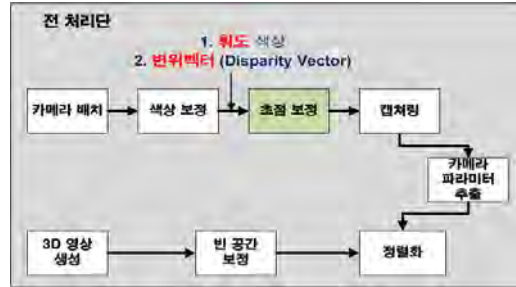 전 처리단
1. 휘도 색상
2. 변위벡터 (Disparity Vector)
카메라 배치
색상 보정
초점 보정
캡쳐링
카메라
파라미터
추출
3D 영상
생성
빈 공간
보정
정렬화